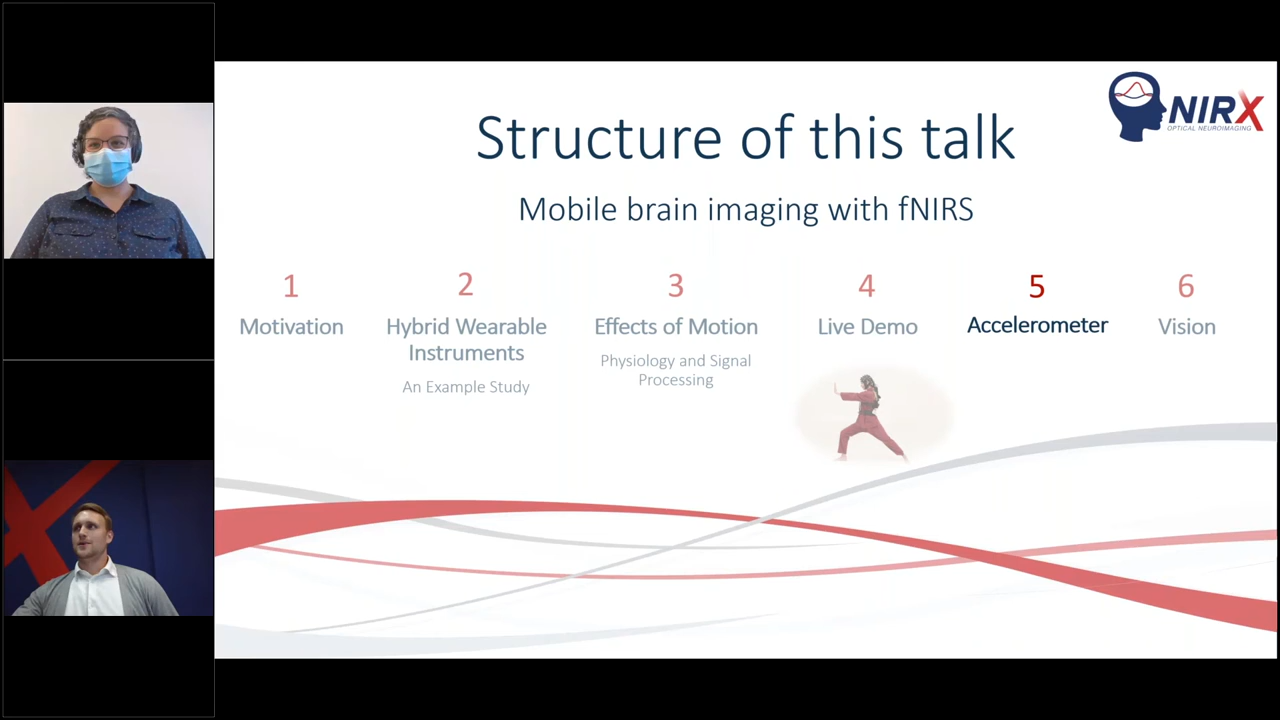 NIRX
OPTICAL NEUROIMAGING
Structure of this talk
Mobile brain imaging with fNIRS
1
Motivation
2
Hybrid Wearable
Instruments
An Example Study
3
Effects of Motion
Physiology and Signal
Processing
4
Live Demo
5
Accelerometer
6
Vision